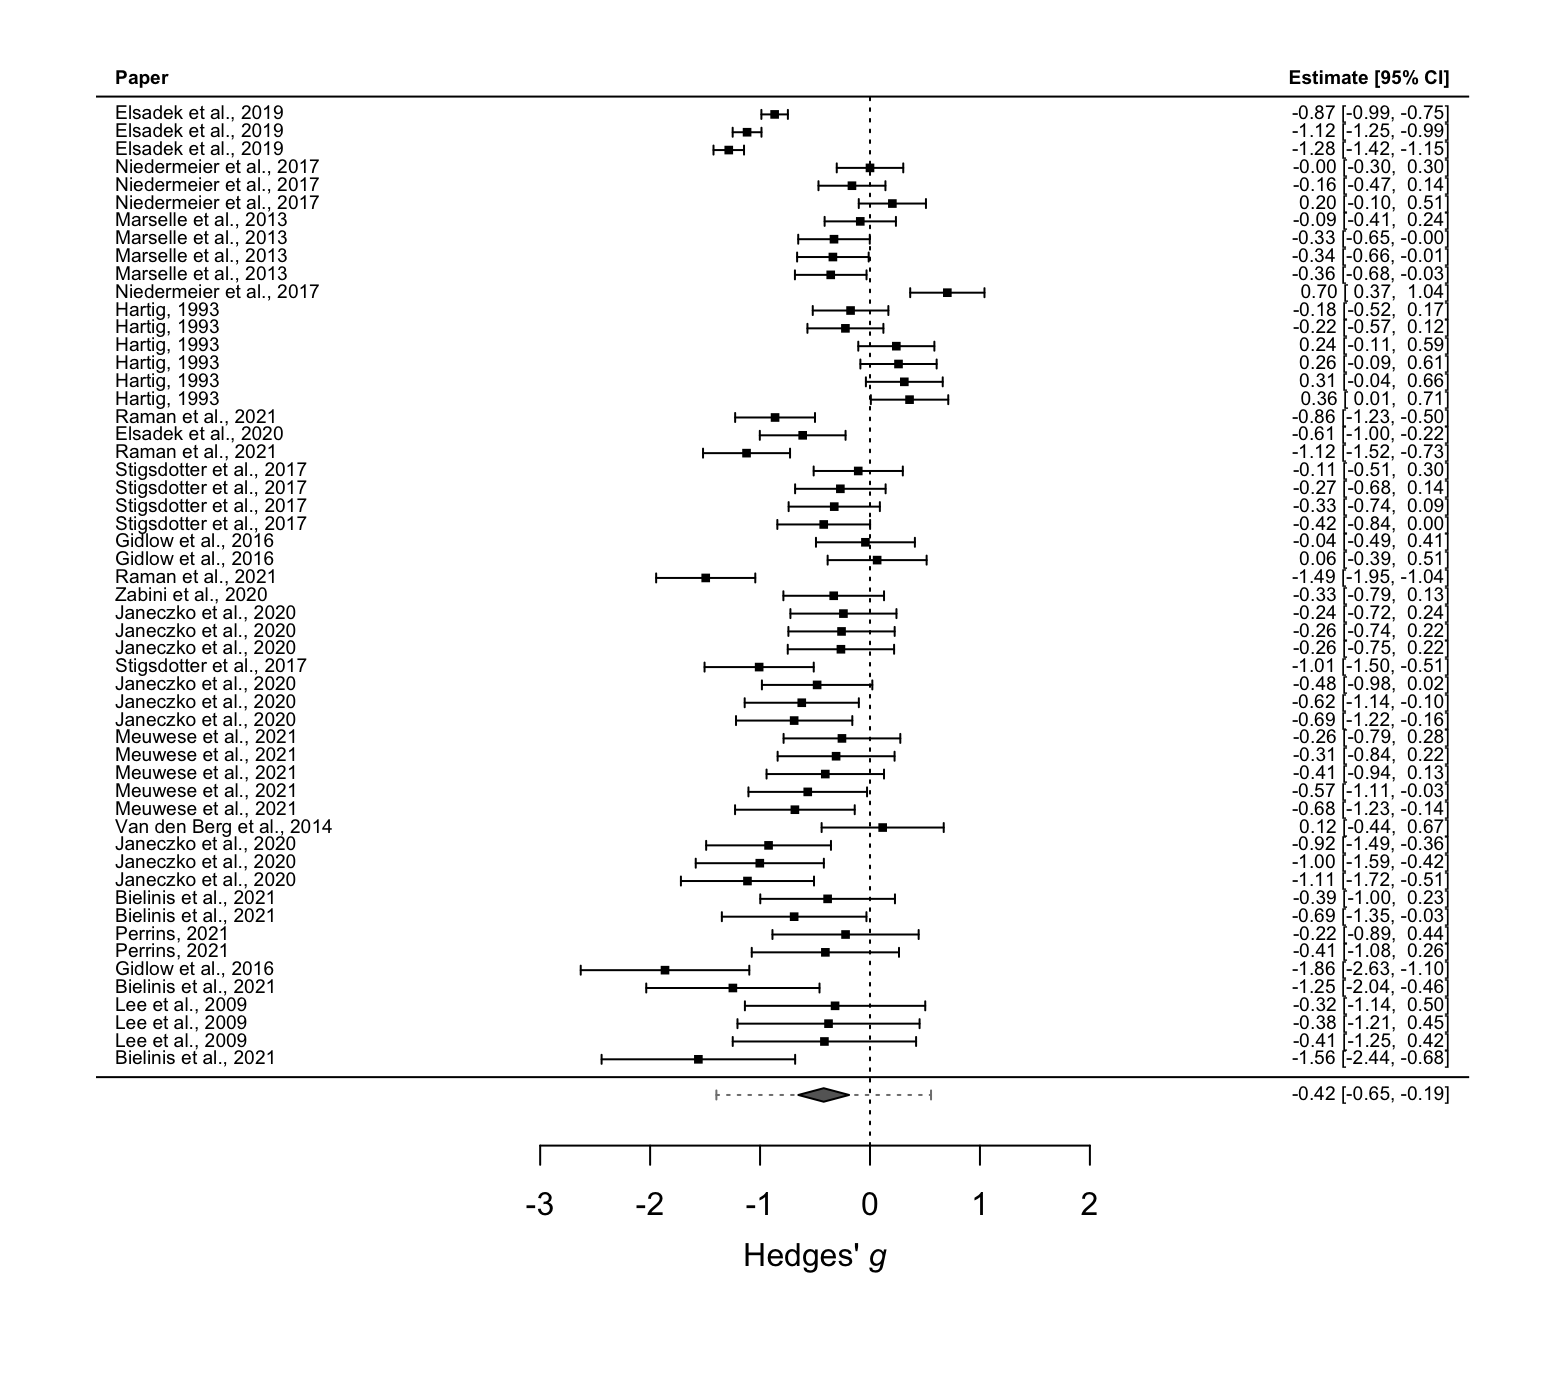 Paper Estimate [95% CI]
Elsadek et al., 2019 -0.87 [-0.99, -0.75]
Elsadek et al., 2019 -1.12 [-1.25, -0.99]
Elsadek et al., 2019 -1.28 [-1.42, -1.15]
Niedermeier et al., 2017 -0.00 [-0.30, 0.30]
Niedermeier et al., 2017 -0.16 [-0.47, 0.14]
Niedermeier et al., 2017 0.20 [-0.10, 0.51]
Marselle et al., 2013 -0.09 [-0.41, 0.24]
Marselle et al., 2013 -0.33 [-0.65, -0.00]
Marselle et al., 2013 -0.34 [-0.66, -0.01]
Marselle et al., 2013 -0.36 [-0.68, -0.03]
Niedermeier et al., 2017 0.70 [ 0.37, 1.04]
Hartig, 1993 -0.18 [-0.52, 0.17]
Hartig, 1993 -0.22 [-0.57, 0.12]
Hartig, 1993 0.24 [-0.11, 0.59]
Hartig, 1993 0.26 [-0.09, 0.61]
Hartig, 1993 0.31 [-0.04, 0.66]
Hartig, 1993 0.36 [ 0.01, 0.71]
Raman et al., 2021 -0.86 [-1.23, -0.50]
Elsadek et al., 2020 -0.61 [-1.00, -0.22]
Raman et al., 2021 -1.12 [-1.52, -0.73]
Stigsdotter et al., 2017 -0.11 [-0.51, 0.30]
Stigsdotter et al., 2017 -0.27 [-0.68, 0.14]
Stigsdotter et al., 2017 -0.33 [-0.74, 0.09]
Stigsdotter et al., 2017 -0.42 [-0.84, 0.00]
Gidlow et al., 2016 -0.04 [-0.49, 0.41]
Gidlow et al., 2016 0.06 [-0.39, 0.51]
Raman et al., 2021 -1.49 [-1.95, -1.04]
Zabini et al., 2020 -0.33 [-0.79, 0.13]
Janeczko et al., 2020 -0.24 [-0.72, 0.24]
Janeczko et al., 2020 -0.26 [-0.74, 0.22]
Janeczko et al., 2020 -0.26 [-0.75, 0.22]
Stigsdotter et al., 2017 -1.01 [-1.50, -0.51]
Janeczko et al., 2020 -0.48 [-0.98, 0.02]
Janeczko et al., 2020 -0.62 [-1.14, -0.10]
Janeczko et al., 2020 -0.69 [-1.22, -0.16]
Meuwese et al., 2021 -0.26 [-0.79, 0.28]
Meuwese et al., 2021 -0.31 [-0.84, 0.22]
Meuwese et al., 2021 -0.41 [-0.94, 0.13]
Meuwese et al., 2021 -0.57 [-1.11, -0.03]
Meuwese et al., 2021 -0.68 [-1.23, -0.14]
Van den Berg et al., 2014 0.12 [-0.44, 0.67]
Janeczko et al., 2020 -0.92 [-1.49, -0.36]
Janeczko et al., 2020 -1.00 [-1.59, -0.42]
Janeczko et al., 2020 -1.11 [-1.72, -0.51]
Bielinis et al., 2021 -0.39 [-1.00, 0.23]
Bielinis et al., 2021 -0.69 [-1.35, -0.03]
Perrins, 2021 -0.22 [-0.89, 0.44]
Perrins, 2021 -0.41 [-1.08, 0.26]
Gidlow et al., 2016 -1.86 [-2.63, -1.10]
Bielinis et al., 2021 -1.25 [-2.04, -0.46]
Lee et al., 2009 -0.32 [-1.14, 0.50]
Lee et al., 2009 -0.38 [-1.21, 0.45]
Lee et al., 2009 -0.41 [-1.25, 0.42]
Bielinis et al., 2021 -1.56 [-2.44, -0.68]
-0.42 [-0.65, -0.19]
-3 -2 -1 0 1 2
Hedges' g